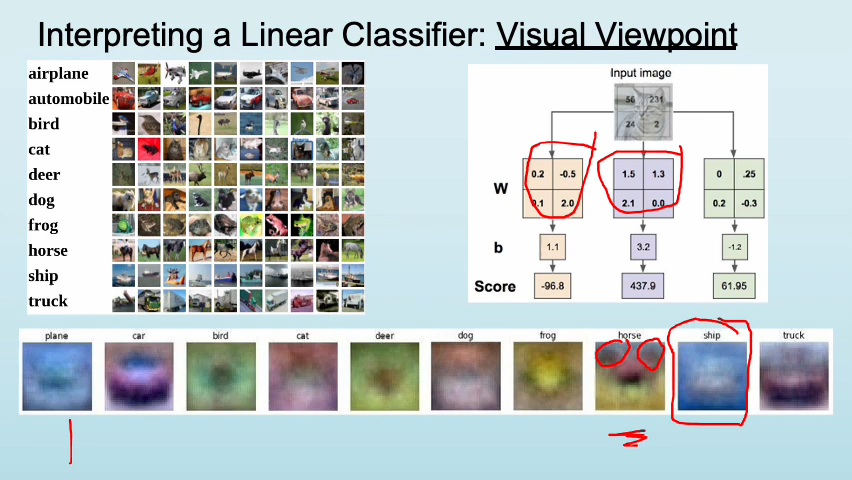 Interpreting a Linear Classifier: Visual Viewpoint
airplane
automobile
bird
cat
deer
dog
frog
horse
ship
truck
Input image
56 231
24 2
W
0.2 -0.5 1.5 1.3 0 .25
0.1 2.0 2.1 0.0 0.2 -0.3
b 1.1 3.2 -1.2
Score -96.8 437.9 61.95
plane car bird cat deer dog frog horse ship truck